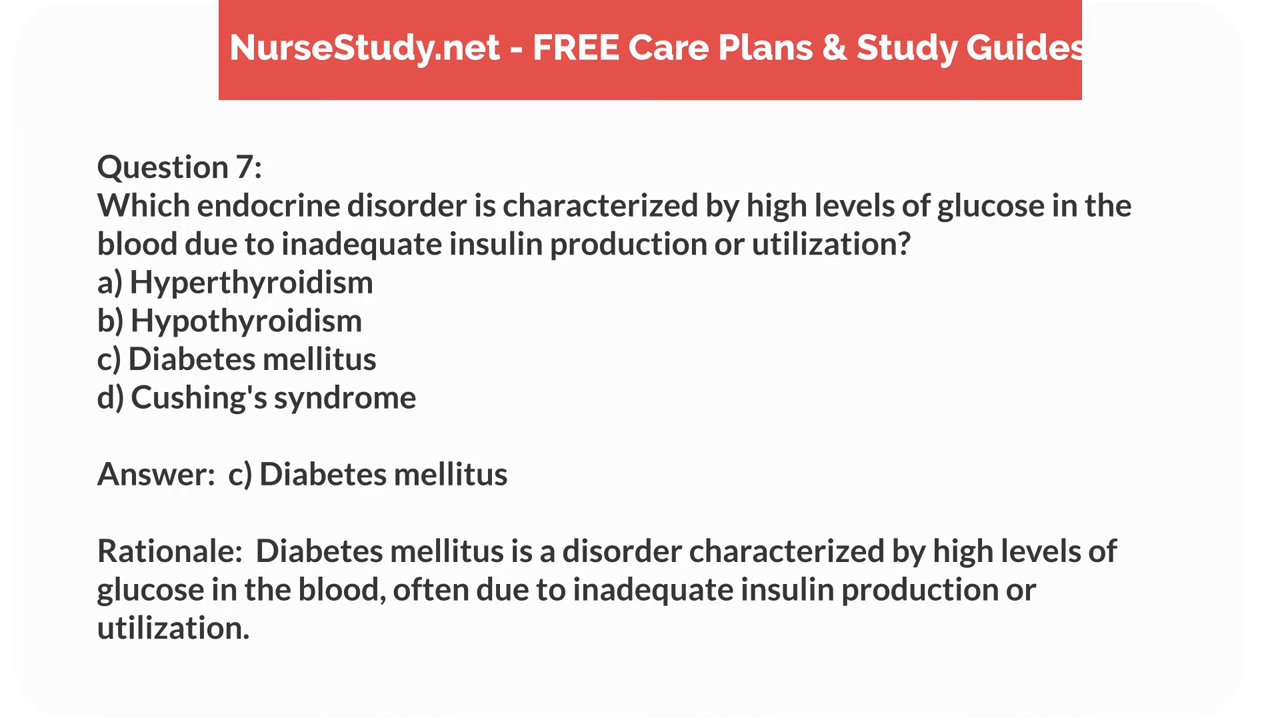 NurseStudy.net - FREE Care Plans & Study Guides
Question 7:
Which endocrine disorder is characterized by high levels of glucose in the
blood due to inadequate insulin production or utilization?
a) Hyperthyroidism
b) Hypothyroidism
c) Diabetes mellitus
d) Cushing's syndrome
Answer:  c) Diabetes mellitus
Rationale:  Diabetes mellitus is a disorder characterized by high levels of
glucose in the blood, often due to inadequate insulin production or
utilization.